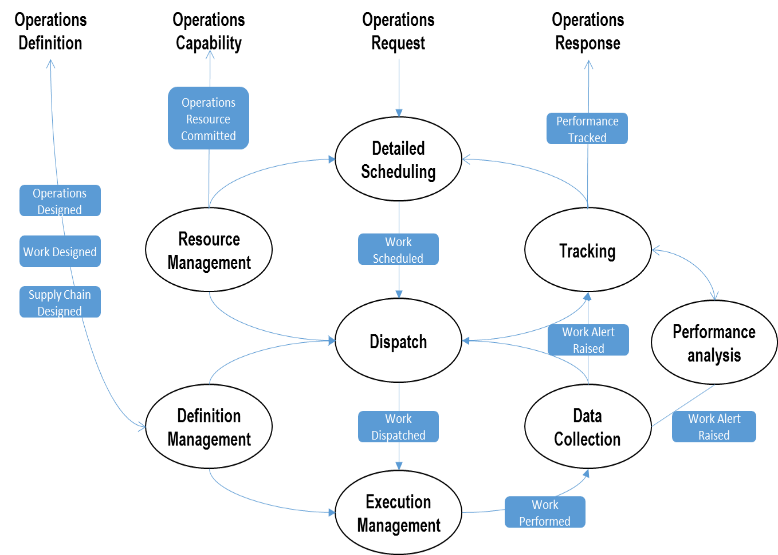 Operations
Definition
Operations
Capability
Operations
Request
Operations
Response
Operations
Resource
Committed
Performance
Tracked
Detailed
Scheduling
Operations
Designed
Work Designed
Supply Chain
Designed
Resource
Management
Work
Scheduled
Tracking
Dispatch
Work Alert
Raised
Performance
analysis
Definition
Management
Work
Dispatched
Data
Collection
Work Alert
Raised
Execution
Management
Work
Performed